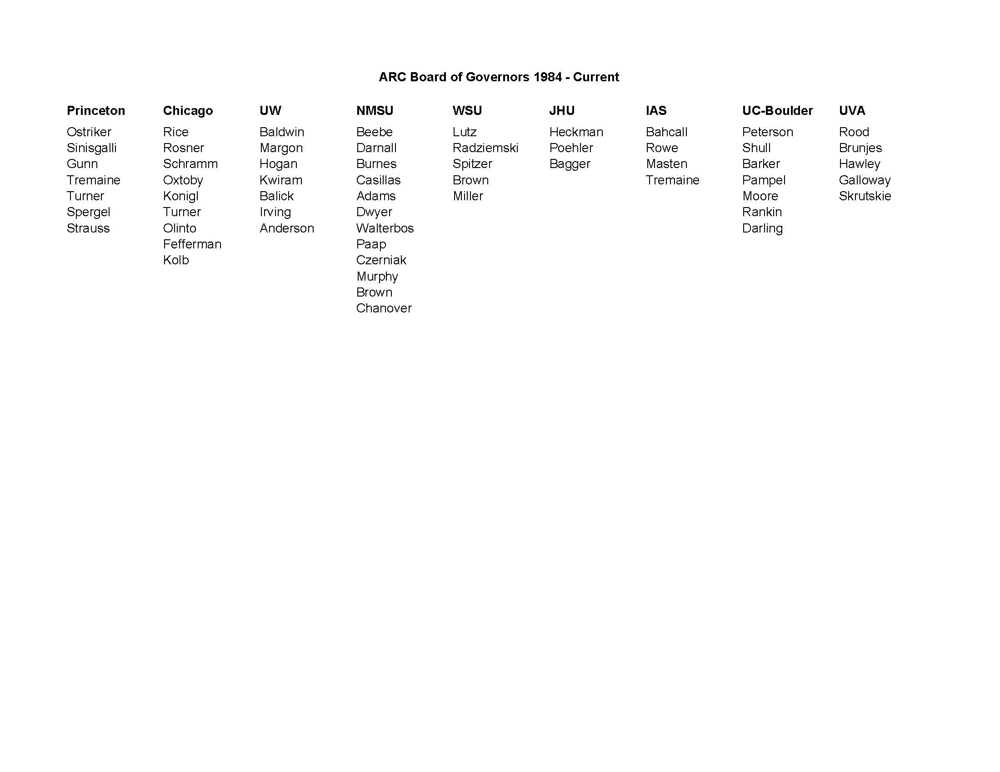 ARC Board of Governors 1984 - Current
Princeton Chicago UW NMSU WSU JHU IAS UC-Boulder UVA
Ostriker Rice Baldwin Beebe Lutz Heckman Bahcall Peterson Rood
Sinisgalli Rosner Margon Darnall Radziemski Poehler Rowe Shull Brunjes
Gunn Schramm Hogan Burnes Spitzer Bagger Masten Barker Hawley
Tremaine Oxtoby Kwiram Casillas Brown Tremaine Pampel Galloway
Turner Konigl Balick Adams Miller Moore Skrutskie
Spergel Turner Irving Dwyer Rankin
Strauss Olinto Anderson Walterbos Darling
Fefferman Paap
Kolb Czerniak
Murphy
Brown
Chanover